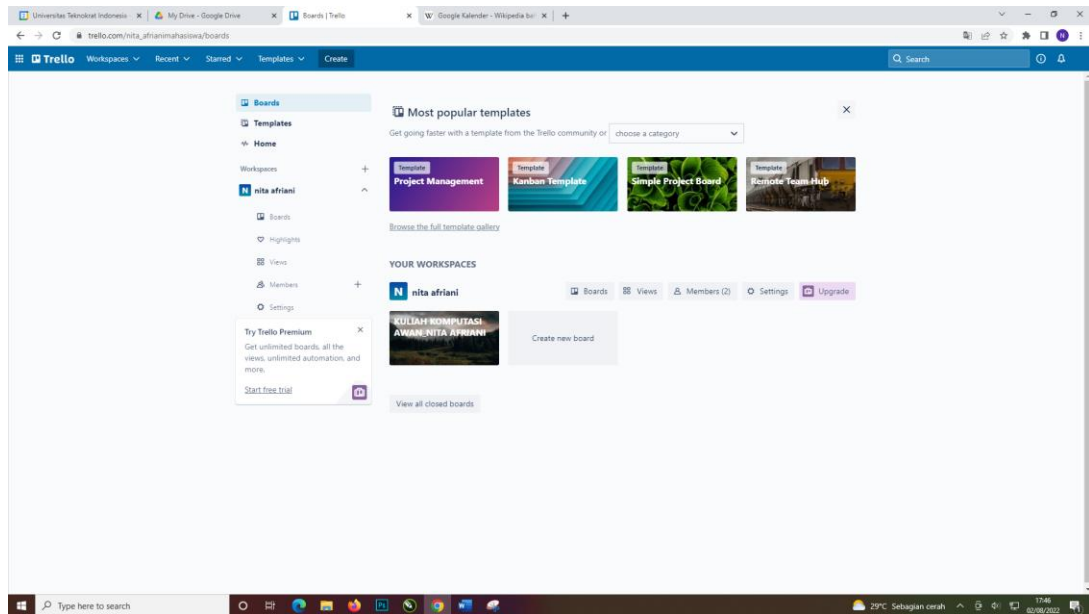 Universitas Teknokrat Indonesia
My Drive - Google Drive
Boards | Trello
Google Kalender - Wikipedia ba
trello.com/nita_afrianimahasiswa/boards
N
Trello Workspaces Recent Starred Templates Create
Search
Boards
Templates
Home
Workspaces
N nita afriani
Boards
Highlights
Views
Members
Settings
Try Trello Premium
Get unlimited boards, all the
views, unlimited automation, and
more.
Start free trial
Most popular templates
Get going faster with a template from the Trello community or choose a category
Template
Project Management
Template
Kanban Template
Template
Simple Project Board
Template
Remote Team Hub
Browse the full template gallery
YOUR WORKSPACES
N nita afriani
Boards Views Members (2) Settings Upgrade
KULIAH KOMPUTASI
AWAN_NITA AFRIANI
Create new board
View all closed boards
Type here to search
Ps
29°C Sebagian cerah
17:46
02/08/2022